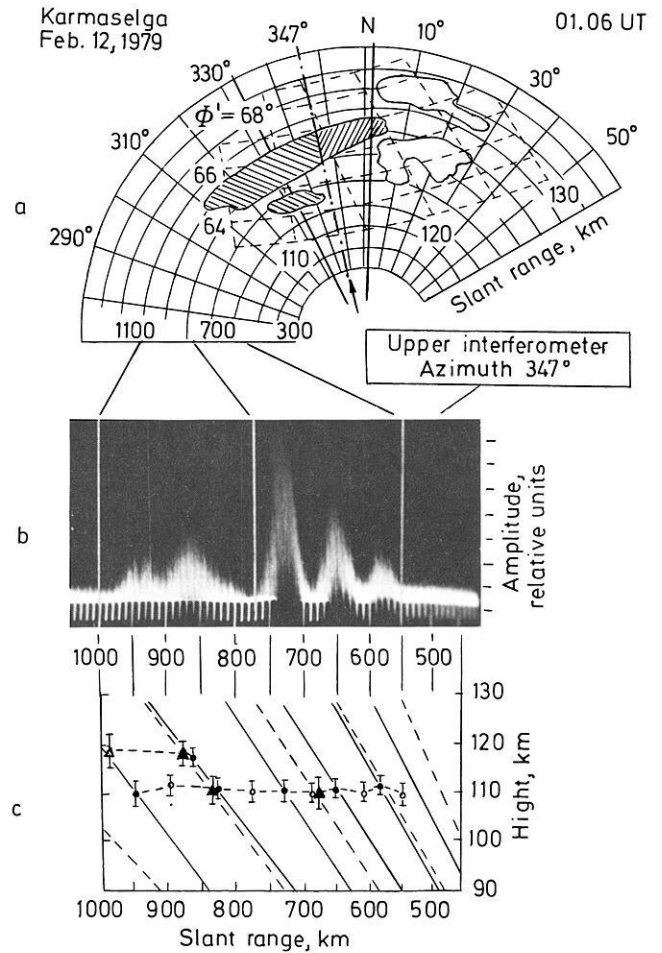 Karmaselga
Feb. 12, 1979
01.06 UT
347°
N
10°
330°
30°
310°
ϕ' = 68°
50°
66
130
290°
64
120
110
Slant range, km
a
1100
700
300
Upper interferometer
Azimuth 347°
b
Amplitude,
relative units
1000
900
800
700
600
500
130
120
110
100
90
Hight, km
c
1000
900
800
700
600
500
Slant range, km